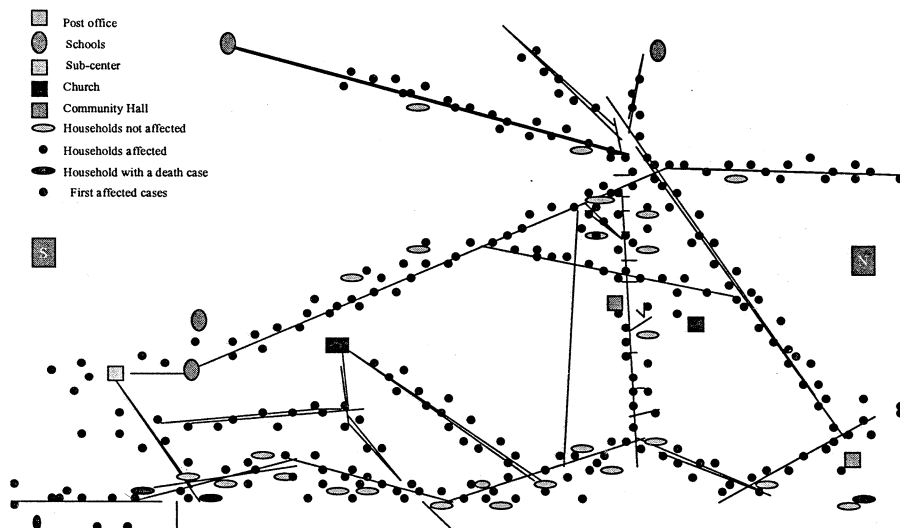 Post office
Schools
Sub-center
Church
Community Hall
Households not affected
Households affected
Household with a death case
First affected cases
S
N